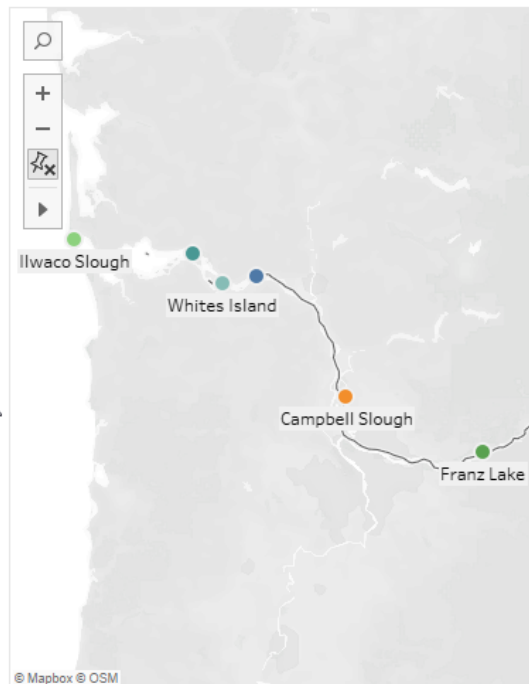 Ilwaco Slough
Whites Island
Campbell Slough
Franz Lake
© Mapbox © OSM